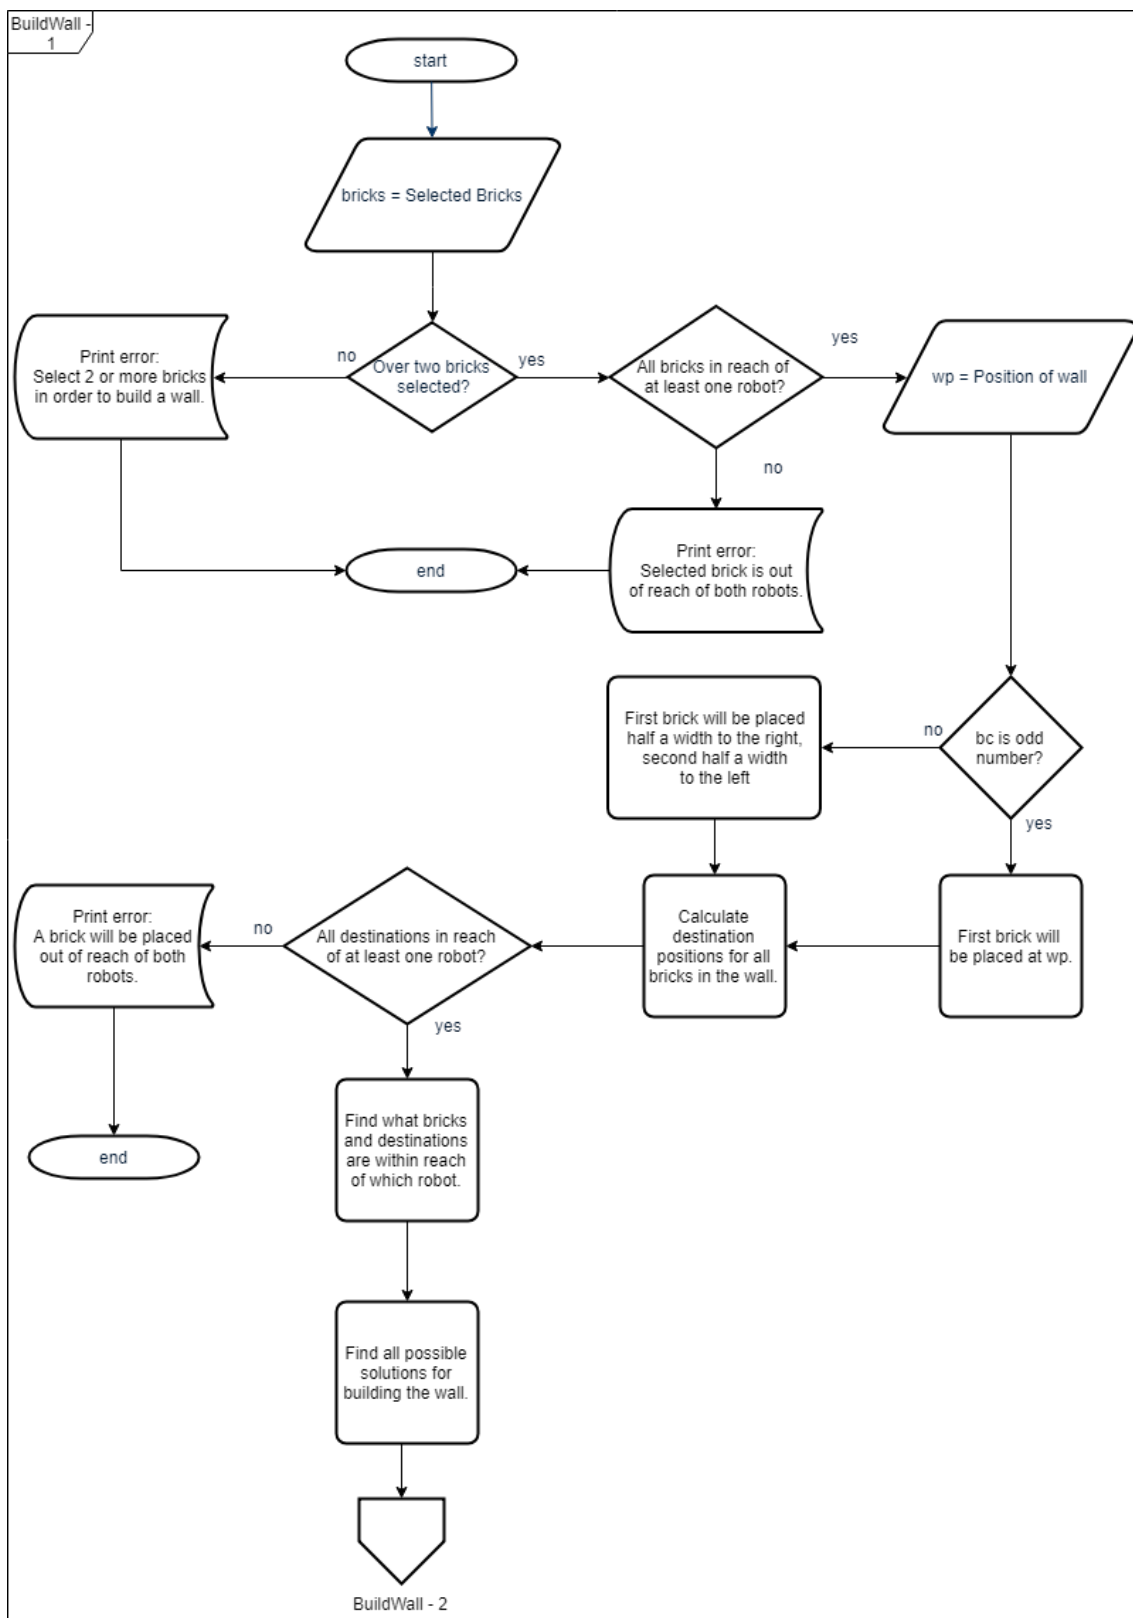 BuildWall -
1
start
bricks = Selected Bricks
Print error:
Select 2 or more bricks
in order to build a wall.
no
Over two bricks
selected?
yes
All bricks in reach of
at least one robot?
yes
wp = Position of wall
no
end
Print error:
Selected brick is out
of reach of both robots.
First brick will be placed
half a width to the right,
second half a width
to the left
no
bc is odd
number?
yes
Print error:
A brick will be placed
out of reach of both
robots.
no
All destinations in reach
of at least one robot?
Calculate
destination
positions for all
bricks in the wall.
First brick will
be placed at wp.
yes
end
Find what bricks
and destinations
are within reach
of which robot.
Find all possible
solutions for
building the wall.
BuildWall - 2